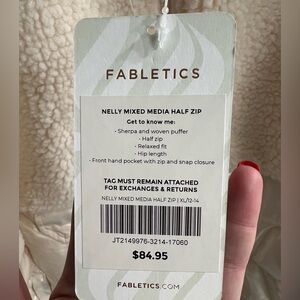 FABLETICS
NELLY MIXED MEDIA HALF ZIP
Get to know me:
- Sherpa and woven puffer
- Half zip
- Relaxed fit
- Hip length
- Front hand pocket with zip and snap closure
TAG MUST REMAIN ATTACHED
FOR EXCHANGES & RETURNS
NELLY MIXED MEDIA HALF ZIP | XL/12-14
JT2149976-3214-17060
$84.95
FABLETICS.COM